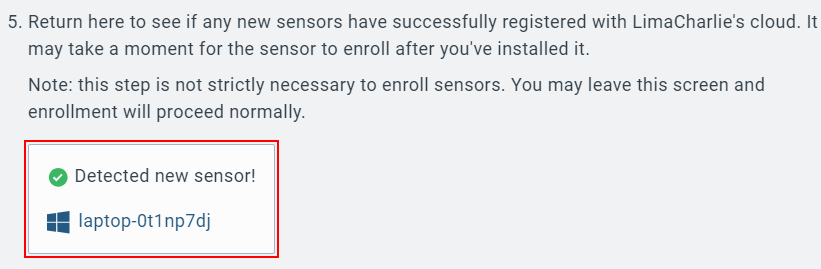 5. Return here to see if any new sensors have successfully registered with LimaCharlie's cloud. It
may take a moment for the sensor to enroll after you've installed it.
Note: this step is not strictly necessary to enroll sensors. You may leave this screen and
enrollment will proceed normally.
Detected new sensor!
laptop-0t1np7dj